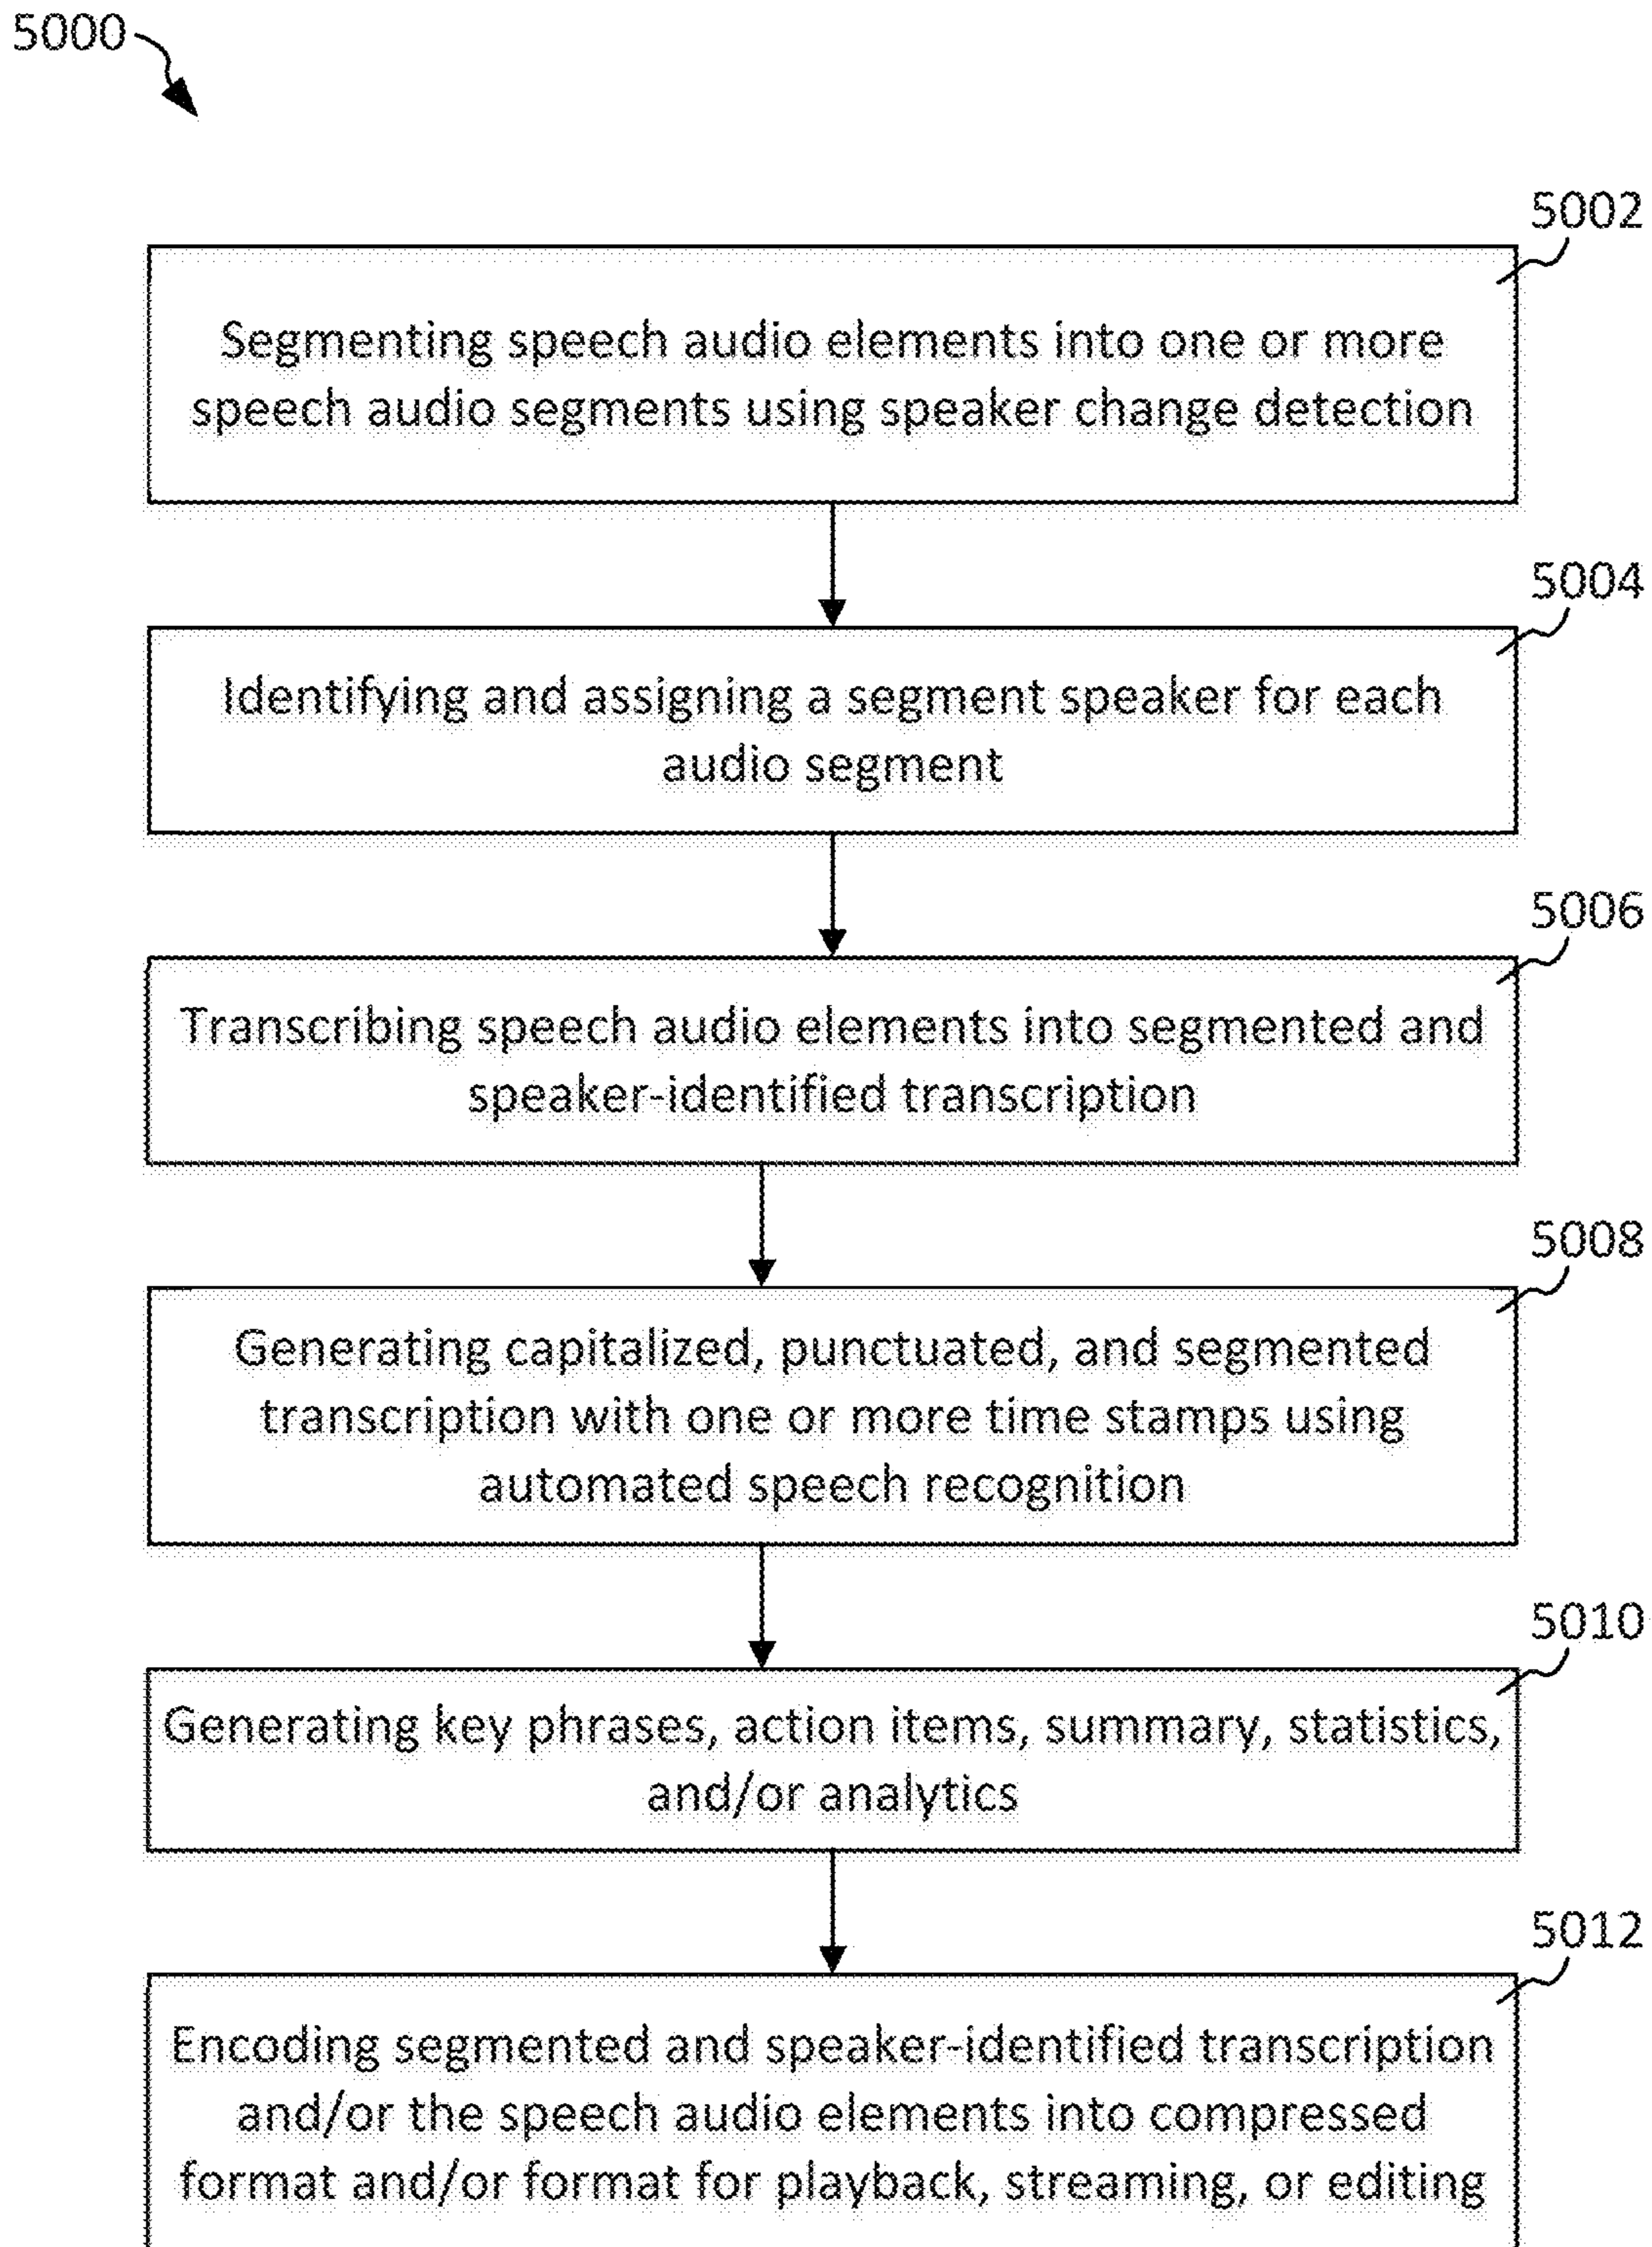 5000
5002
Segmenting speech audio elements into one or more
speech audio segments using speaker change detection
5004
Identifying and assigning a segment speaker for each
audio segment
5006
Transcribing speech audio elements into segmented and
speaker-identified transcription
5008
Generating capitalized, punctuated, and segmented
transcription with one or more time stamps using
automated speech recognition
5010
Generating key phrases, action items, summary, statistics,
and/or analytics
5012
Encoding segmented and speaker-identified transcription
and/or the speech audio elements into compressed
format and/or format for playback, streaming, or editing